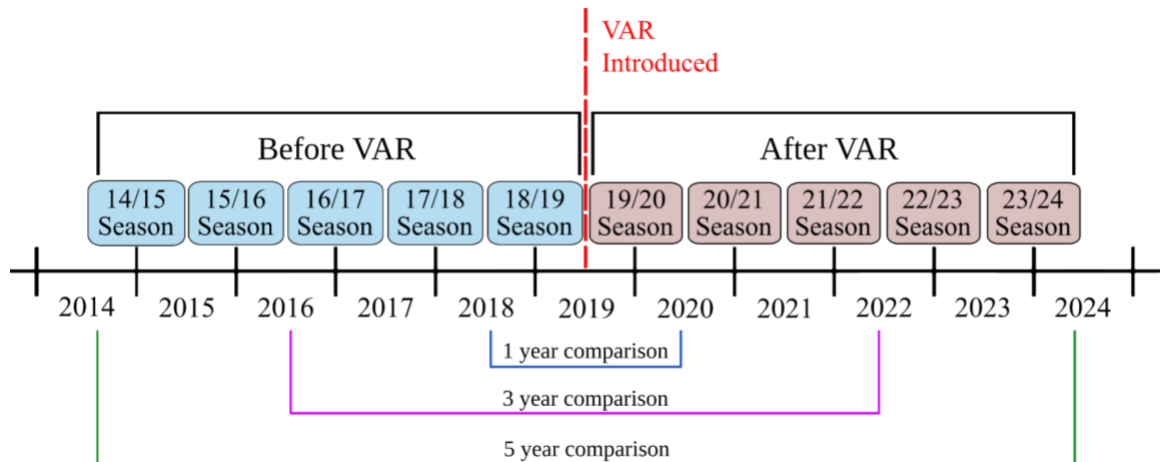 VAR
Introduced
Before VAR
After VAR
14/15
Season
15/16
Season
16/17
Season
17/18
Season
18/19
Season
19/20
Season
20/21
Season
21/22
Season
22/23
Season
23/24
Season
2014
2015
2016
2017
2018
2019
2020
2021
2022
2023
2024
1 year comparison
3 year comparison
5 year comparison